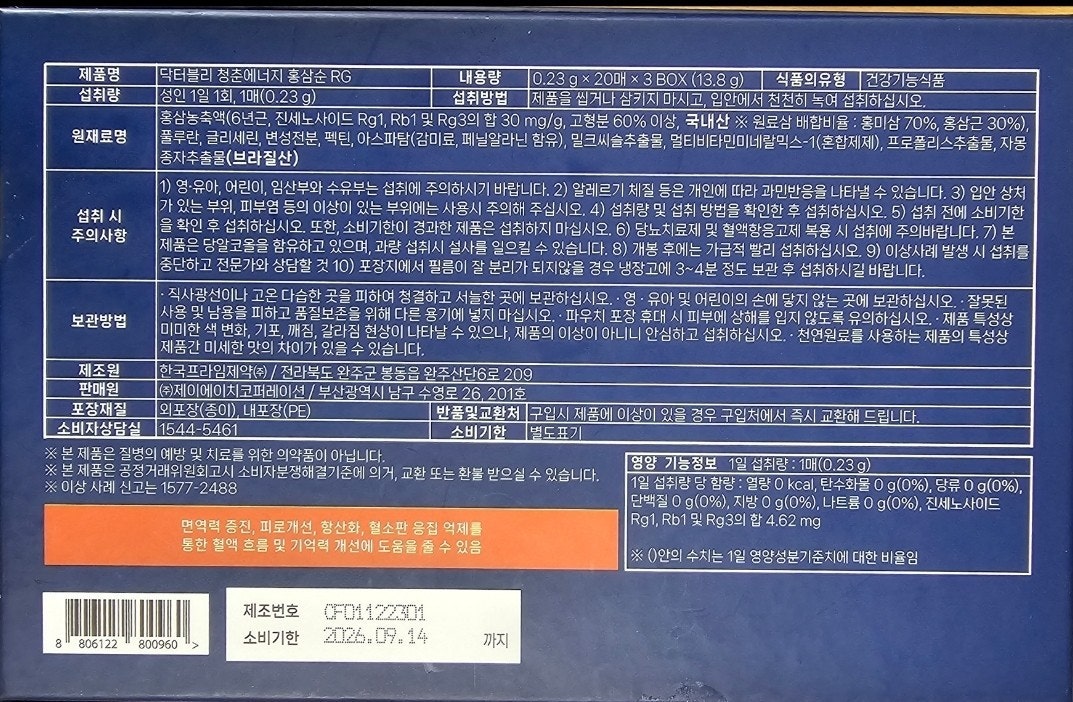 제품명 닥터블리 청춘에너지 홍삼순 RG 내용량 0.23 g × 20매 × 3 BOX (13.8 g) 식품의유형 건강기능식품
섭취량 성인 1일 1회, 1매(0.23 g) 섭취방법 제품을 씹거나 삼키지 마시고, 입안에서 천천히 녹여 섭취하십시오.
원재료명
홍삼농축액(6년근, 진세노사이드 Rg1, Rb1 및 Rg3의 합 30 mg/g, 고형분 60% 이상, 국내산 ※ 원료삼 배합비율 : 홍미삼 70%, 홍삼근 30%),
풀루란, 글리세린, 변성전분, 펙틴, 아스파탐(감미료, 페닐알라닌 함유), 밀크씨슬추출물, 멀티비타민미네랄믹스-1(혼합제제), 프로폴리스추출물, 자몽
종자추출물(브라질산)
섭취 시
주의사항
1) 영·유아, 어린이, 임산부와 수유부는 섭취에 주의하시기 바랍니다. 2) 알레르기 체질 등은 개인에 따라 과민반응을 나타낼 수 있습니다. 3) 입안 상처
가 있는 부위, 피부염 등의 이상이 있는 부위에는 사용시 주의해 주십시오. 4) 섭취량 및 섭취 방법을 확인한 후 섭취하십시오. 5) 섭취 전에 소비기한
을 확인 후 섭취하십시오. 또한, 소비기한이 경과한 제품은 섭취하지 마십시오. 6) 당뇨치료제 및 혈액항응고제 복용 시 섭취에 주의바랍니다. 7) 본
제품은 당알코올을 함유하고 있으며, 과량 섭취시 설사를 일으킬 수 있습니다. 8) 개봉 후에는 가급적 빨리 섭취하십시오. 9) 이상사례 발생 시 섭취를
중단하고 전문가와 상담할 것 10) 포장지에서 필름이 잘 분리가 되지않을 경우 냉장고에 3~4분 정도 보관 후 섭취하시길 바랍니다.
보관방법
· 직사광선이나 고온 다습한 곳을 피하여 청결하고 서늘한 곳에 보관하십시오. · 영 · 유아 및 어린이의 손에 닿지 않는 곳에 보관하십시오. · 잘못된
사용 및 남용을 피하고 품질보존을 위해 다른 용기에 넣지 마십시오. · 파우치 포장 휴대 시 피부에 상해를 입지 않도록 유의하십시오. · 제품 특성상
미미한 색 변화, 기포, 깨짐, 갈라짐 현상이 나타날 수 있으나, 제품의 이상이 아니니 안심하고 섭취하십시오. · 천연원료를 사용하는 제품의 특성상
제품간 미세한 맛의 차이가 있을 수 있습니다.
제조원 한국프라임제약㈜ / 전라북도 완주군 봉동읍 완주산단6로 209
판매원 ㈜제이에이치코퍼레이션 / 부산광역시 남구 수영로 26, 201호
포장재질 외포장(종이), 내포장(PE) 반품및교환처 구입시 제품에 이상이 있을 경우 구입처에서 즉시 교환해 드립니다.
소비자상담실 1544-5461 소비기한 별도표기
※ 본 제품은 질병의 예방 및 치료를 위한 의약품이 아닙니다.
※ 본 제품은 공정거래위원회고시 소비자분쟁해결기준에 의거, 교환 또는 환불 받으실 수 있습니다.
※ 이상 사례 신고는 1577-2488
영양 기능정보 1일 섭취량 : 1매(0.23 g)
1일 섭취량 당 함량 : 열량 0 kcal, 탄수화물 0 g(0%), 당류 0 g(0%),
단백질 0 g(0%), 지방 0 g(0%), 나트륨 0 g(0%), 진세노사이드
Rg1, Rb1 및 Rg3의 합 4.62 mg
※ ()안의 수치는 1일 영양성분기준치에 대한 비율임
면역력 증진, 피로개선, 항산화, 혈소판 응집 억제를
통한 혈액 흐름 및 기억력 개선에 도움을 줄 수 있음
8 806122 800960 >
제조번호 CF01122301
소비기한 2026.09.14 까지